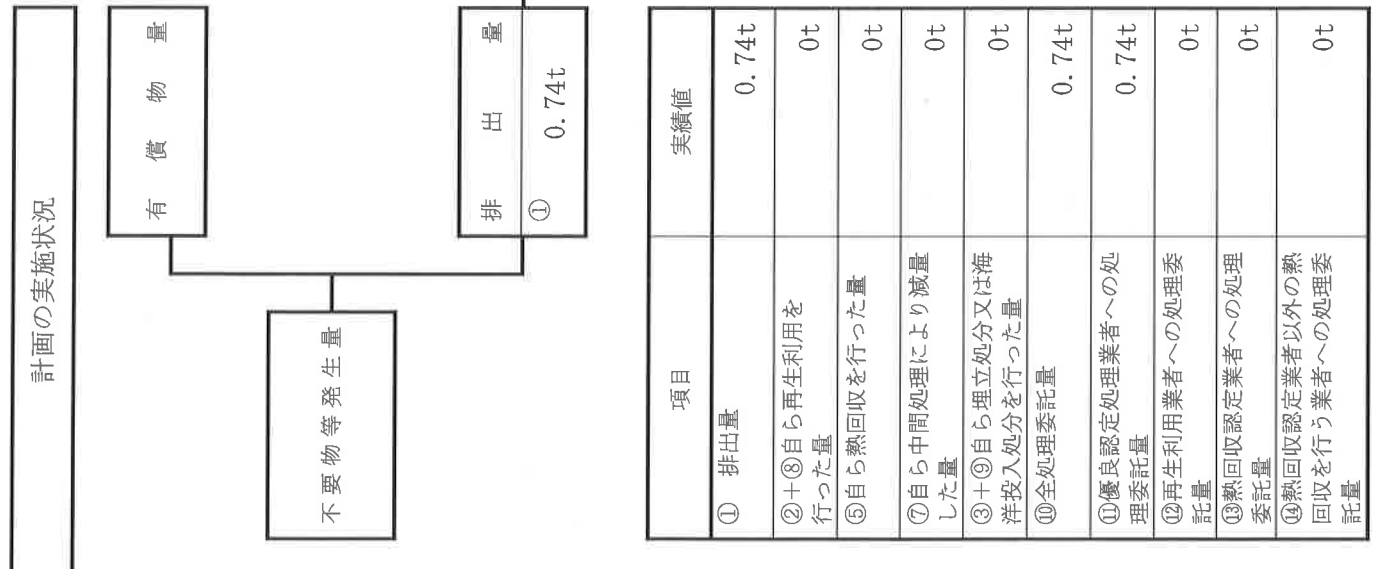 計画の実施状況
有償物量
不要物等発生量
排出量
①
0.74t
項目 実績値
① 排出量 0.74t
②+⑧自ら再生利用を
行った量 0t
⑤自ら熱回収を行った量 0t
⑦自ら中間処理により減量
した量 0t
③+⑨自ら埋立処分又は海
洋投入処分を行った量 0t
⑩全処理委託量 0.74t
⑪優良認定処理業者への処
理委託量 0.74t
⑫再生利用業者への処理委
託量 0t
⑬熱回収認定業者への処理
委託量 0t
⑭熱回収認定業者以外の熱
回収を行う業者への処理委
託量 0t